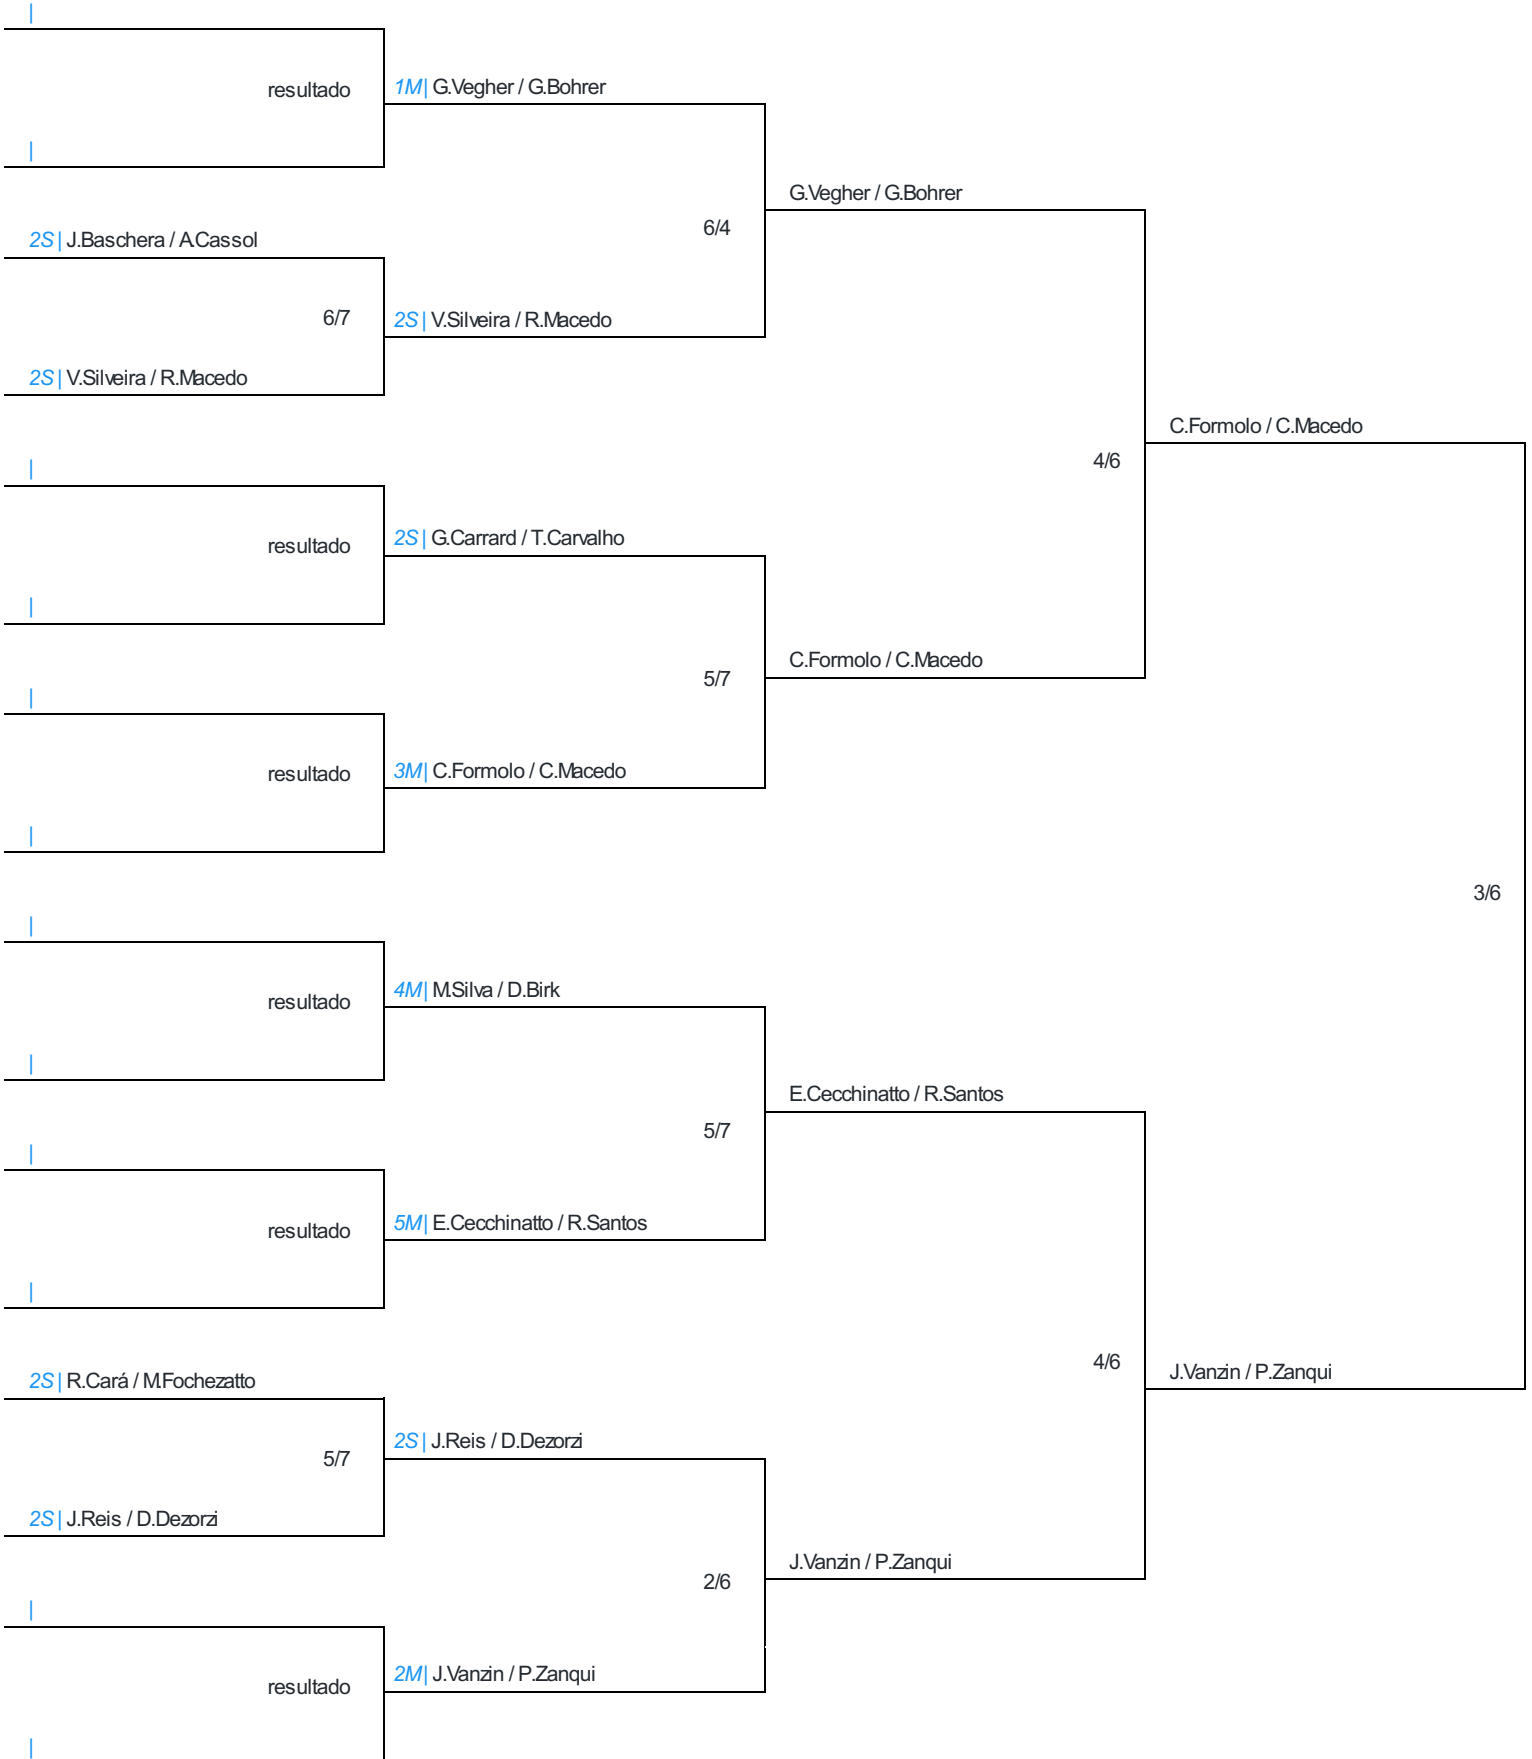 |
resultado
1M| G.Vegher / G.Bohrer
|
G.Vegher / G.Bohrer
6/4
2S| J.Baschera / A.Cassol
6/7
2S| V.Silveira / R.Macedo
2S| V.Silveira / R.Macedo
C.Formolo / C.Macedo
4/6
|
resultado
2S| G.Carrard / T.Carvalho
|
C.Formolo / C.Macedo
5/7
|
resultado
3M| C.Formolo / C.Macedo
|
3/6
|
resultado
4M| M.Silva / D.Birk
|
E.Cecchinatto / R.Santos
5/7
|
resultado
5M| E.Cecchinatto / R.Santos
|
4/6
J.Vanzin / P.Zanqui
2S| R.Cará / M.Fochezatto
5/7
2S| J.Reis / D.Dezorzi
2S| J.Reis / D.Dezorzi
J.Vanzin / P.Zanqui
2/6
|
resultado
2M| J.Vanzin / P.Zanqui
|